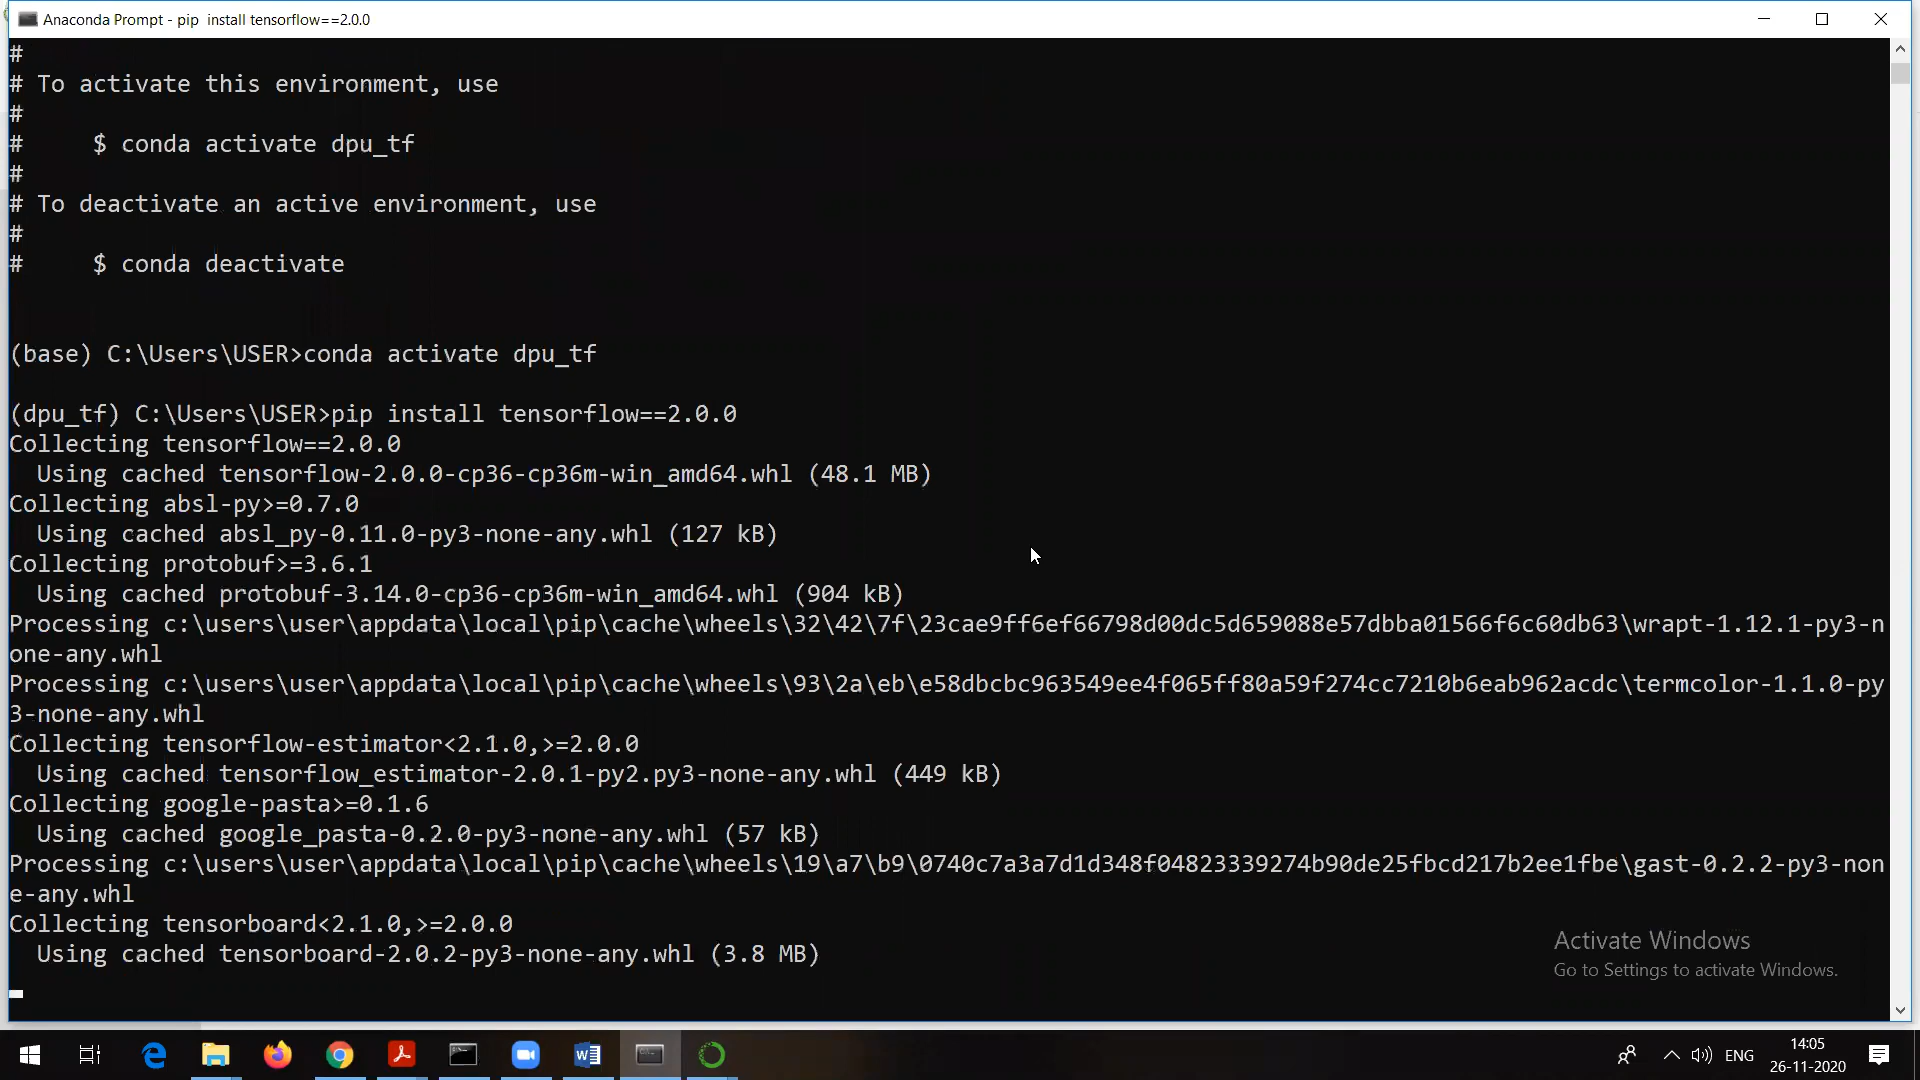 Anaconda Prompt - pip  install tensorflow==2.0.0
#
# To activate this environment, use
#
#     $ conda activate dpu_tf
#
# To deactivate an active environment, use
#
#     $ conda deactivate
(base) C:\Users\USER>conda activate dpu_tf
(dpu_tf) C:\Users\USER>pip install tensorflow==2.0.0
Collecting tensorflow==2.0.0
  Using cached tensorflow-2.0.0-cp36-cp36m-win_amd64.whl (48.1 MB)
Collecting absl-py>=0.7.0
  Using cached absl_py-0.11.0-py3-none-any.whl (127 kB)
Collecting protobuf>=3.6.1
  Using cached protobuf-3.14.0-cp36-cp36m-win_amd64.whl (904 kB)
Processing c:\users\user\appdata\local\pip\cache\wheels\32\42\7f\23cae9ff6ef66798d00dc5d659088e57dbba01566f6c60db63\wrapt-1.12.1-py3-n
one-any.whl
Processing c:\users\user\appdata\local\pip\cache\wheels\93\2a\eb\e58dbcbc963549ee4f065ff80a59f274cc7210b6eab962acdc\termcolor-1.1.0-py
3-none-any.whl
Collecting tensorflow-estimator<2.1.0,>=2.0.0
  Using cached tensorflow_estimator-2.0.1-py2.py3-none-any.whl (449 kB)
Collecting google-pasta>=0.1.6
  Using cached google_pasta-0.2.0-py3-none-any.whl (57 kB)
Processing c:\users\user\appdata\local\pip\cache\wheels\19\a7\b9\0740c7a3a7d1d348f04823339274b90de25fbcd217b2ee1fbe\gast-0.2.2-py3-non
e-any.whl
Collecting tensorboard<2.1.0,>=2.0.0
  Using cached tensorboard-2.0.2-py3-none-any.whl (3.8 MB)
Activate Windows
Go to Settings to activate Windows.
ENG
14:05
26-11-2020